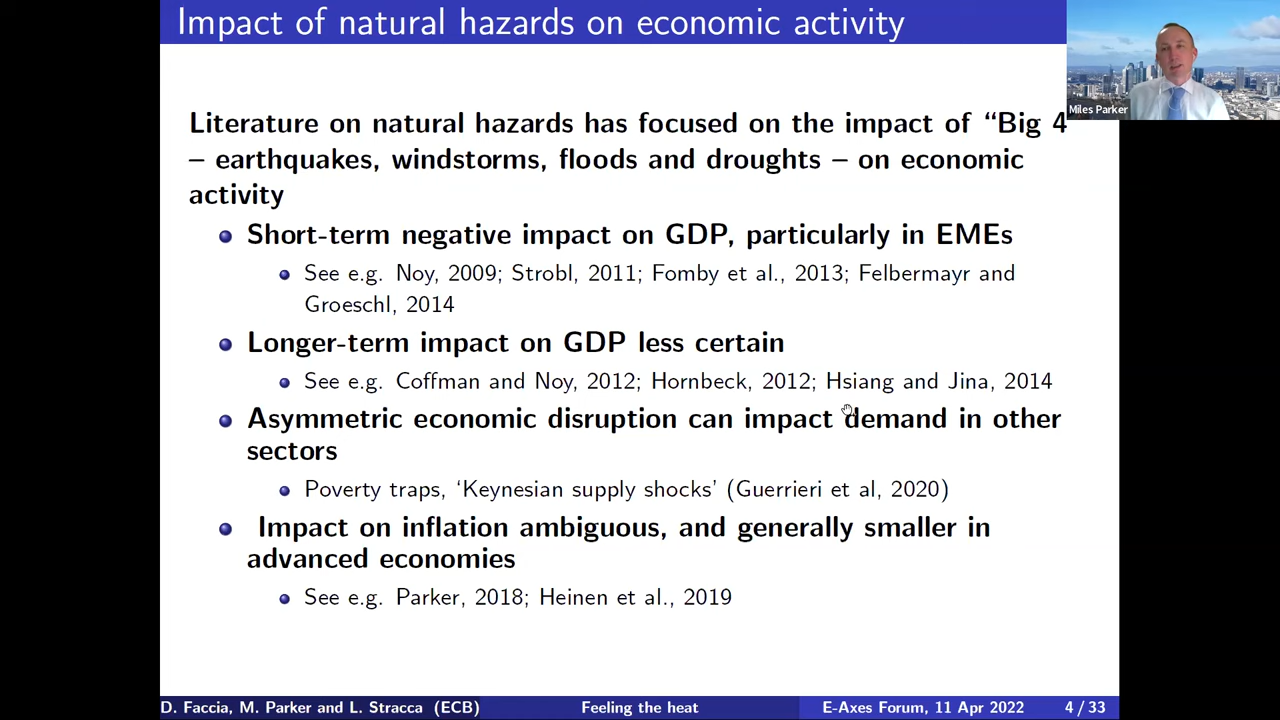 Impact of natural hazards on economic activity
Miles Parker
Literature on natural hazards has focused on the impact of “Big 4
– earthquakes, windstorms, floods and droughts – on economic
activity
Short-term negative impact on GDP, particularly in EMEs
See e.g. Noy, 2009; Strobl, 2011; Fomby et al., 2013; Felbermayr and
Groeschl, 2014
Longer-term impact on GDP less certain
See e.g. Coffman and Noy, 2012; Hornbeck, 2012; Hsiang and Jina, 2014
Asymmetric economic disruption can impact demand in other
sectors
Poverty traps, ‘Keynesian supply shocks’ (Guerrieri et al, 2020)
Impact on inflation ambiguous, and generally smaller in
advanced economies
See e.g. Parker, 2018; Heinen et al., 2019
D. Faccia, M. Parker and L. Stracca (ECB)
Feeling the heat
E-Axes Forum, 11 Apr 2022
4 / 33